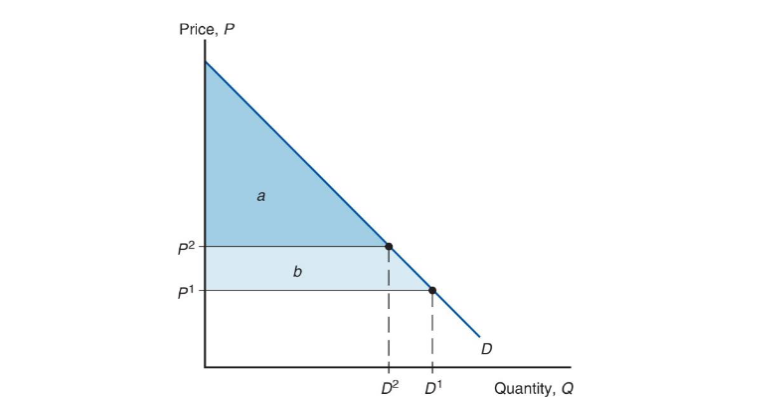 Price, P
a
P²
b
P¹
D
D² D¹ Quantity, Q